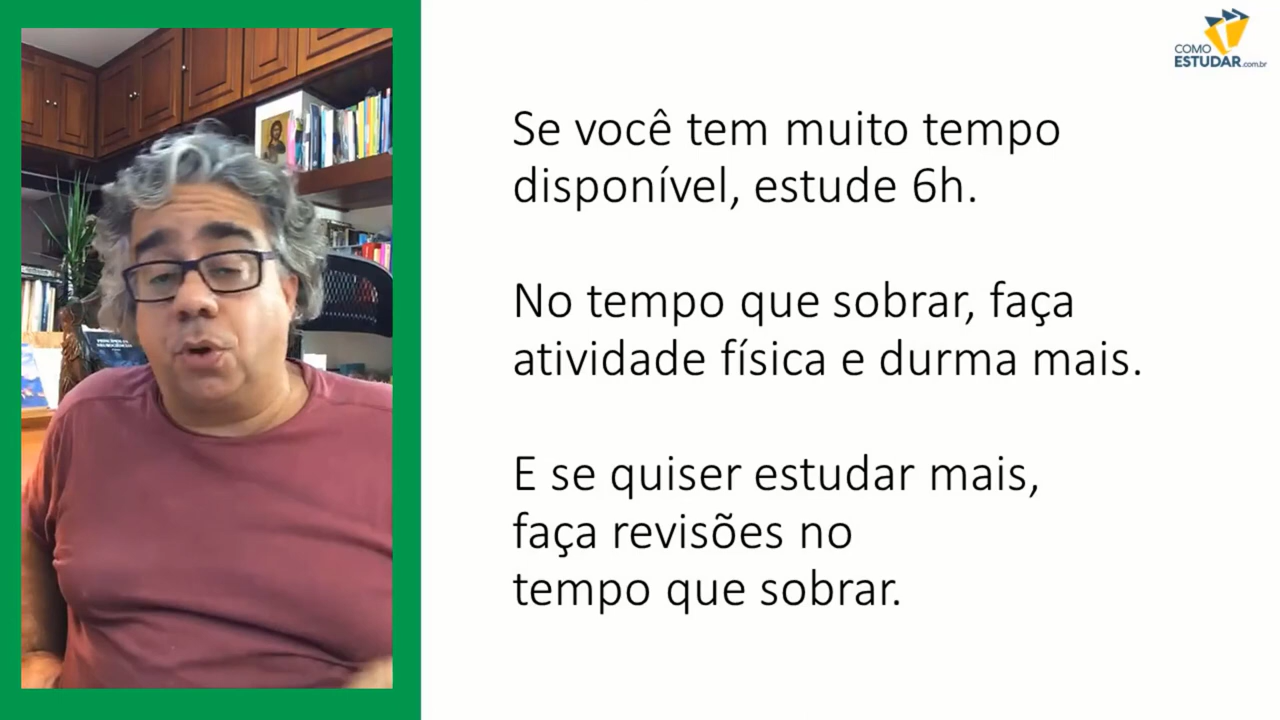 COMO
ESTUDAR.com.br
Se você tem muito tempo
disponível, estude 6h.
No tempo que sobrar, faça
atividade física e durma mais.
E se quiser estudar mais,
faça revisões no
tempo que sobrar.